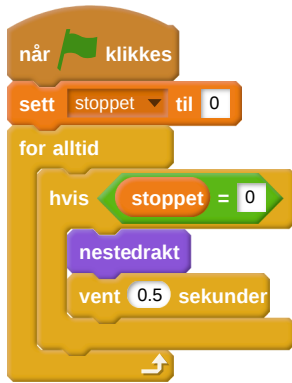 når klikkes
sett stoppet til 0
for alltid
hvis stoppet = 0
nestedrakt
vent 0.5 sekunder